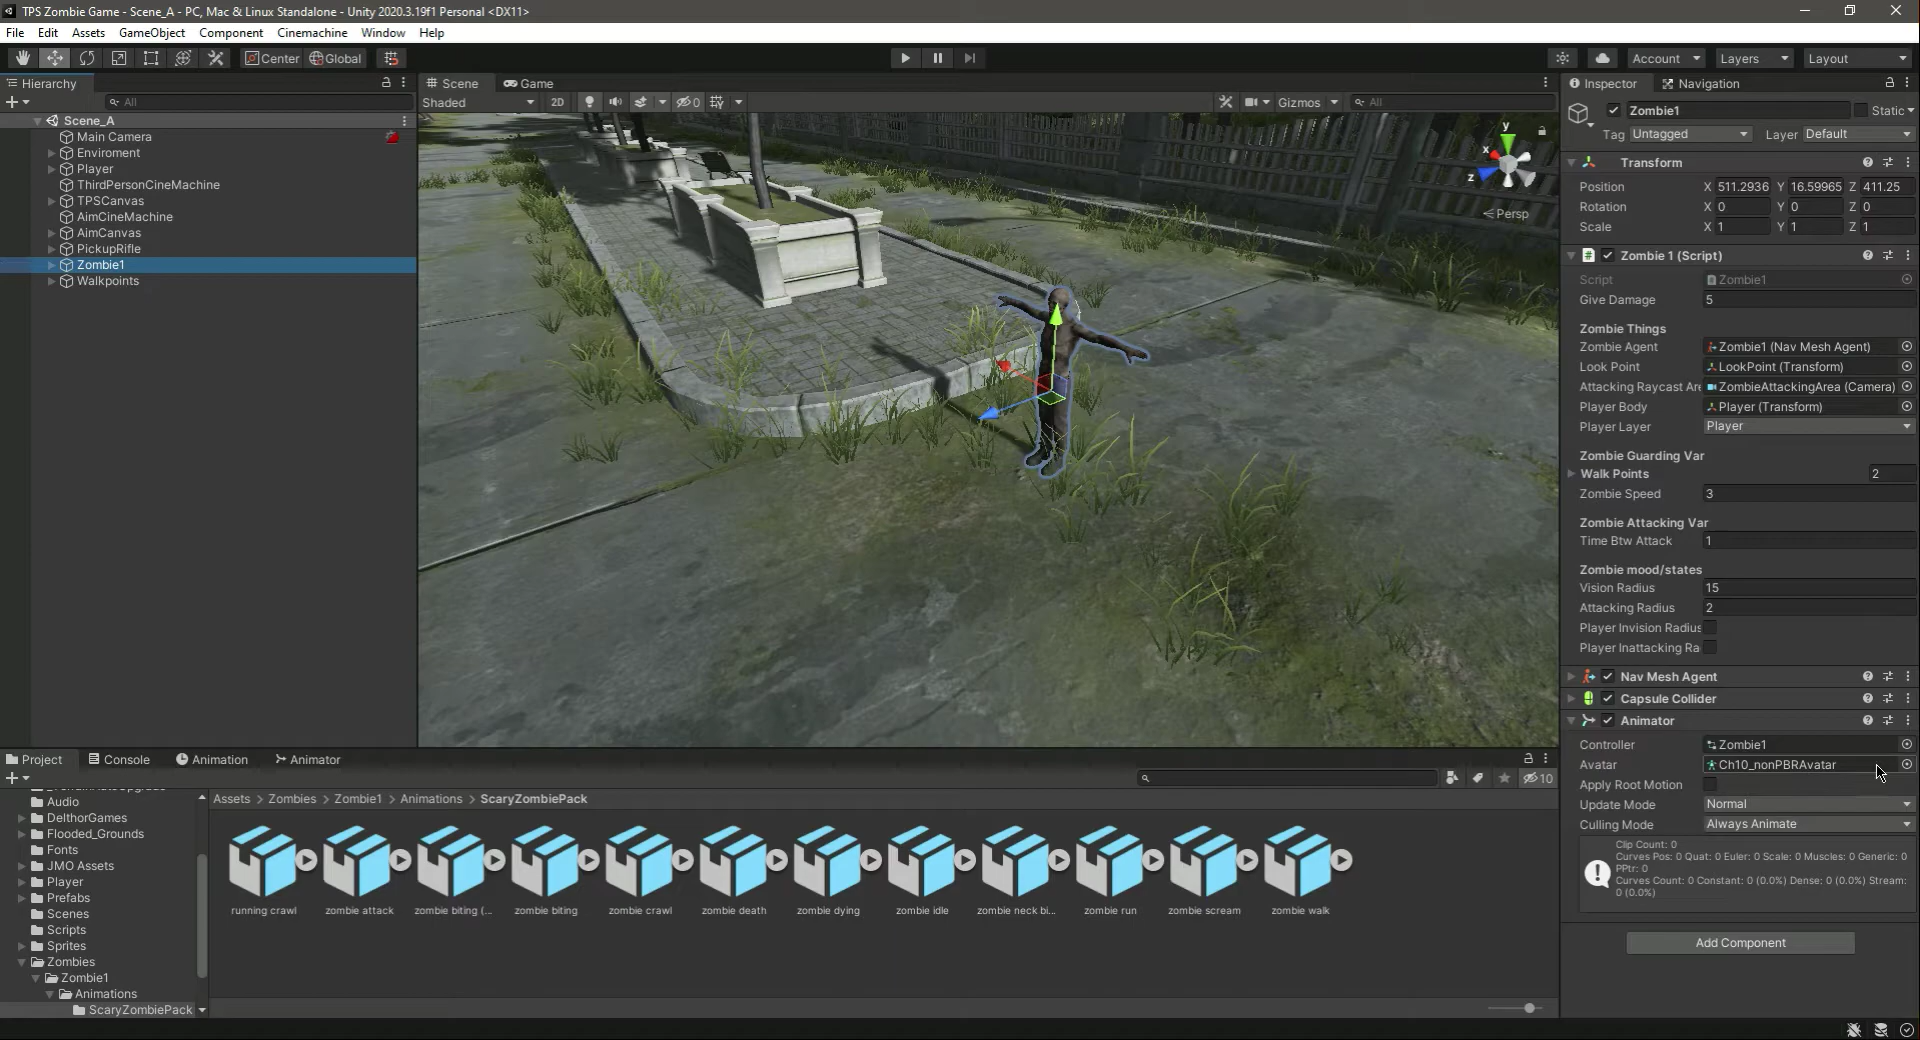 TPS Zombie Game - Scene_A - PC, Mac & Linux Standalone - Unity 2020.3.19f1 Personal <DX11>
File Edit Assets GameObject Component Cinemachine Window Help
Center Global Account Layers Layout
Hierarchy
All
Scene_A
Main Camera
Enviroment
Player
ThirdPersonCineMachine
TPSCanvas
AimCineMachine
AimCanvas
PickupRifle
Zombie1
Walkpoints
Scene Game
Shaded 2D 0 Gizmos All
y
x
z
Persp
Inspector Navigation
Zombie1 Static
Tag Untagged Layer Default
Transform
Position X 511.2936 Y 16.59965 Z 411.25
Rotation X 0 Y 0 Z 0
Scale X 1 Y 1 Z 1
Zombie 1 (Script)
Script Zombie1
Give Damage 5
Zombie Things
Zombie Agent Zombie1 (Nav Mesh Agent)
Look Point LookPoint (Transform)
Attacking Raycast Are ZombieAttackingArea (Camera)
Player Body Player (Transform)
Player Layer Player
Zombie Guarding Var
Walk Points 2
Zombie Speed 3
Zombie Attacking Var
Time Btw Attack 1
Zombie mood/states
Vision Radius 15
Attacking Radius 2
Player Invision Radius
Player Inattacking Ra
Nav Mesh Agent
Capsule Collider
Animator
Controller Zombie1
Avatar Ch10_nonPBRAvatar
Apply Root Motion
Update Mode Normal
Culling Mode Always Animate
Clip Count: 0
Curves Pos: 0 Quat: 0 Euler: 0 Scale: 0 Muscles: 0 Generic: 0
PPtr: 0
Curves Count: 0 Constant: 0 (0.0%) Dense: 0 (0.0%) Stream:
0 (0.0%)
Add Component
Project Console Animation Animator
10
Audio
DelthorGames
Flooded_Grounds
Fonts
JMO Assets
Player
Prefabs
Scenes
Scripts
Sprites
Zombies
Zombie1
Animations
ScaryZombiePack
Assets > Zombies > Zombie1 > Animations > ScaryZombiePack
running crawl zombie attack zombie biting (... zombie biting zombie crawl zombie death zombie dying zombie idle zombie neck bi... zombie run zombie scream zombie walk